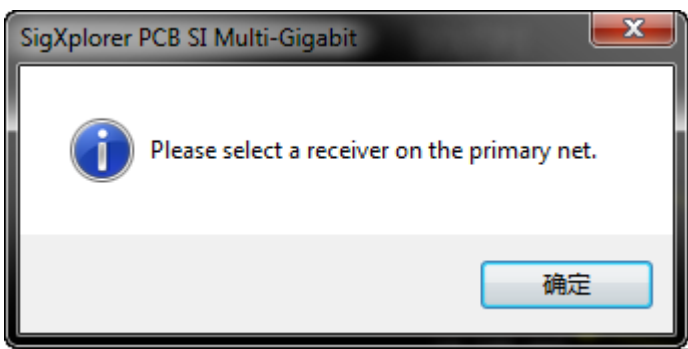 SigXplorer PCB SI Multi-Gigabit
Please select a receiver on the primary net.
确定